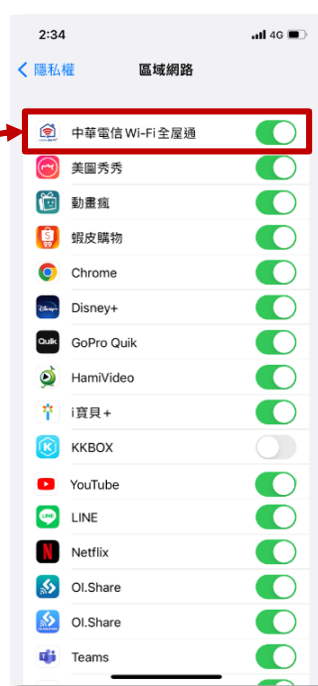 2:34
4G
隱私權
區域網路
中華電信Wi-Fi全屋通
美圖秀秀
動畫瘋
蝦皮購物
Chrome
Disney+
Quik
GoPro Quik
HamiVideo
i寶貝+
KKBOX
YouTube
LINE
Netflix
OI.Share
OI.Share
Teams